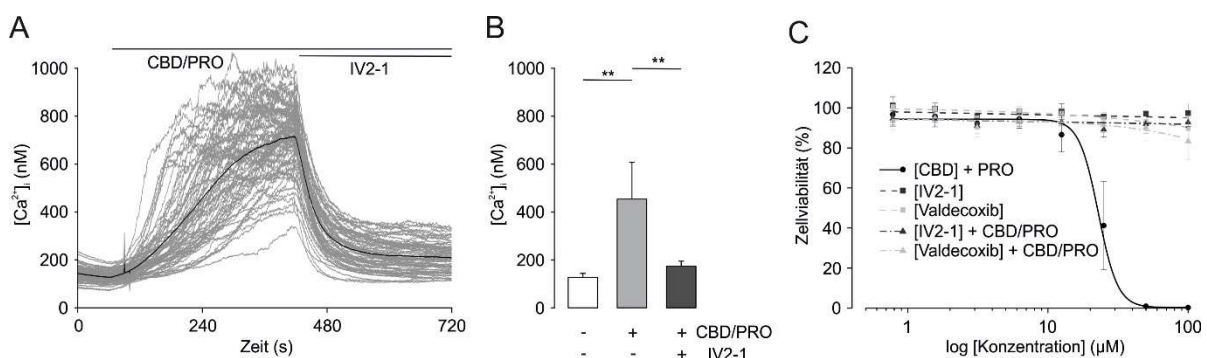 A
CBD/PRO
IV2-1
[Ca²⁺]ᵢ (nM)
1000
800
600
400
200
0
0 240 480 720
Zeit (s)
B
** **
[Ca²⁺]ᵢ (nM)
1000
800
600
400
200
0
- + + CBD/PRO
- - + IV2-1
C
Zellviabilität (%)
120
100
80
60
40
20
0
[CBD] + PRO
[IV2-1]
[Valdecoxib]
[IV2-1] + CBD/PRO
[Valdecoxib] + CBD/PRO
1 10 100
log [Konzentration] (µM)